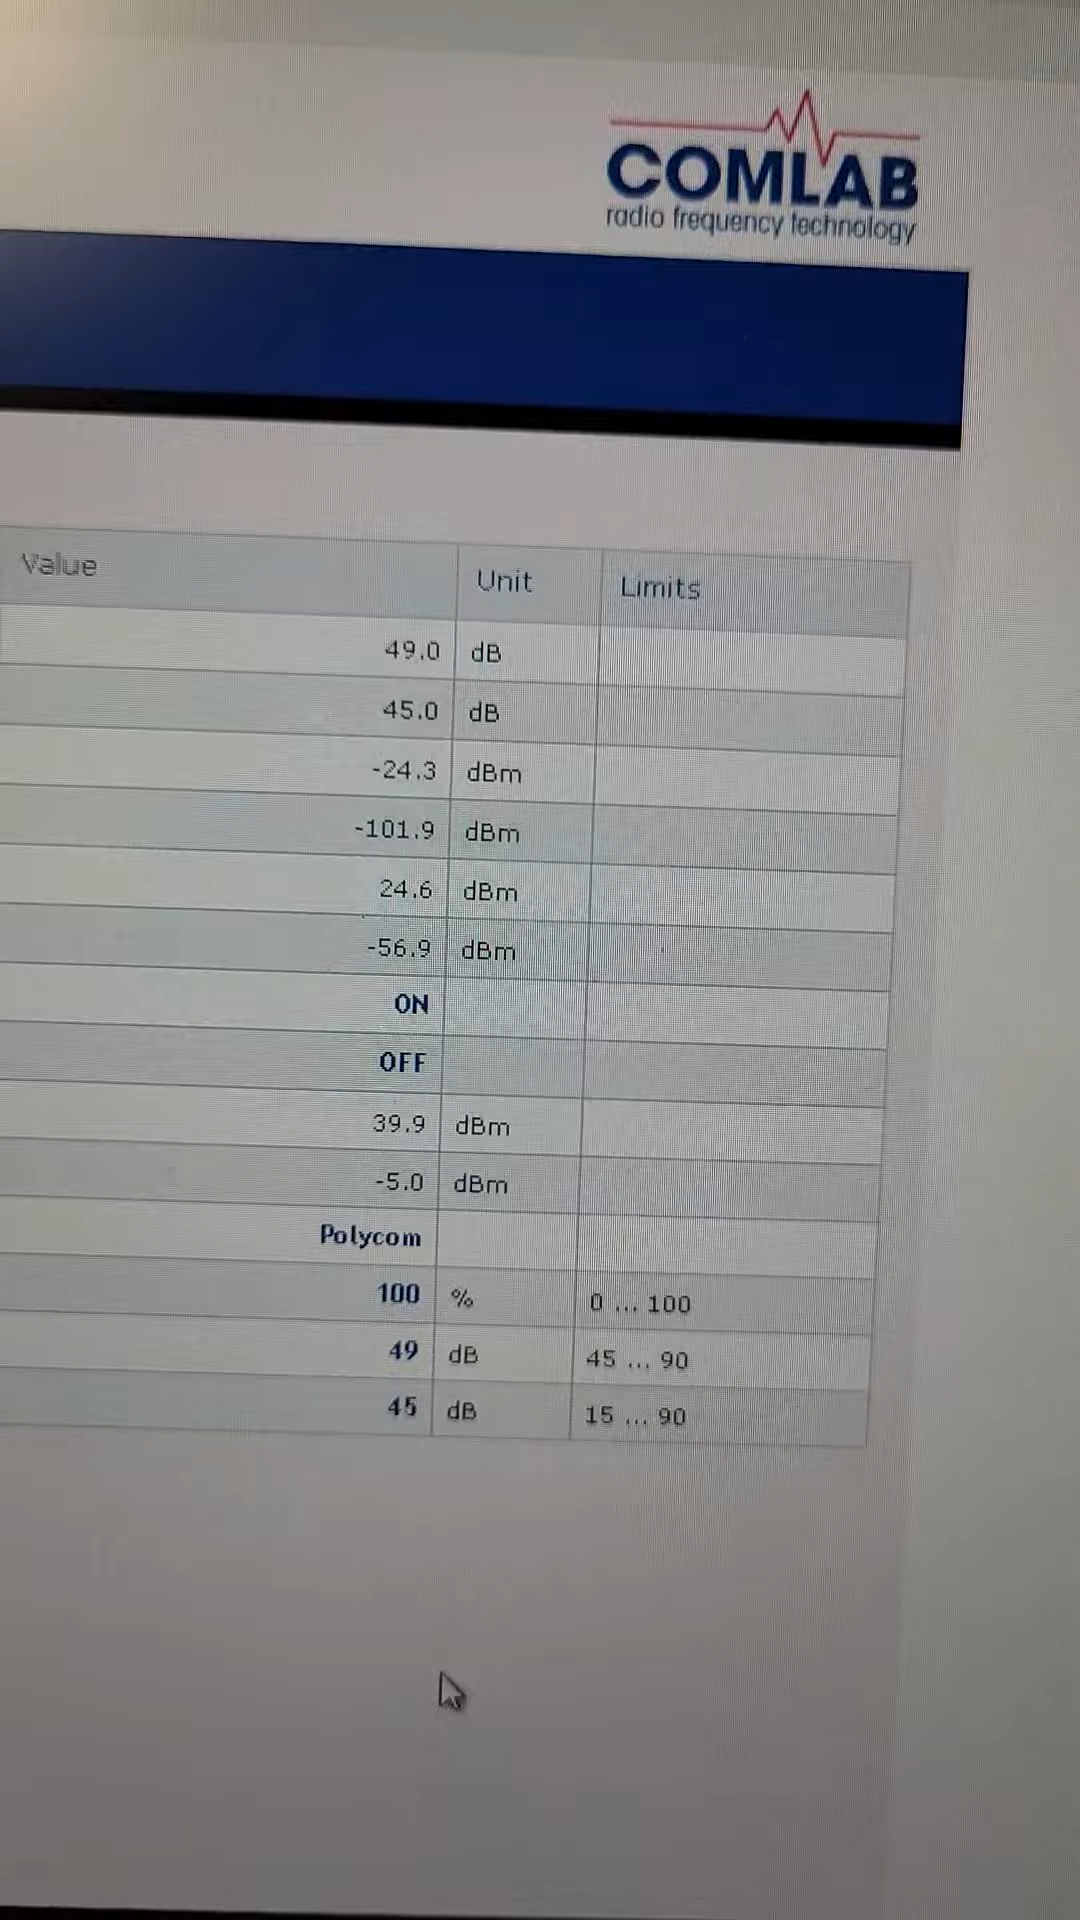 COMLAB
radio frequency technology
Value Unit Limits
49.0 dB
45.0 dB
-24.3 dBm
-101.9 dBm
24.6 dBm
-56.9 dBm
ON
OFF
39.9 dBm
-5.0 dBm
Polycom
100 % 0 ... 100
49 dB 45 ... 90
45 dB 15 ... 90